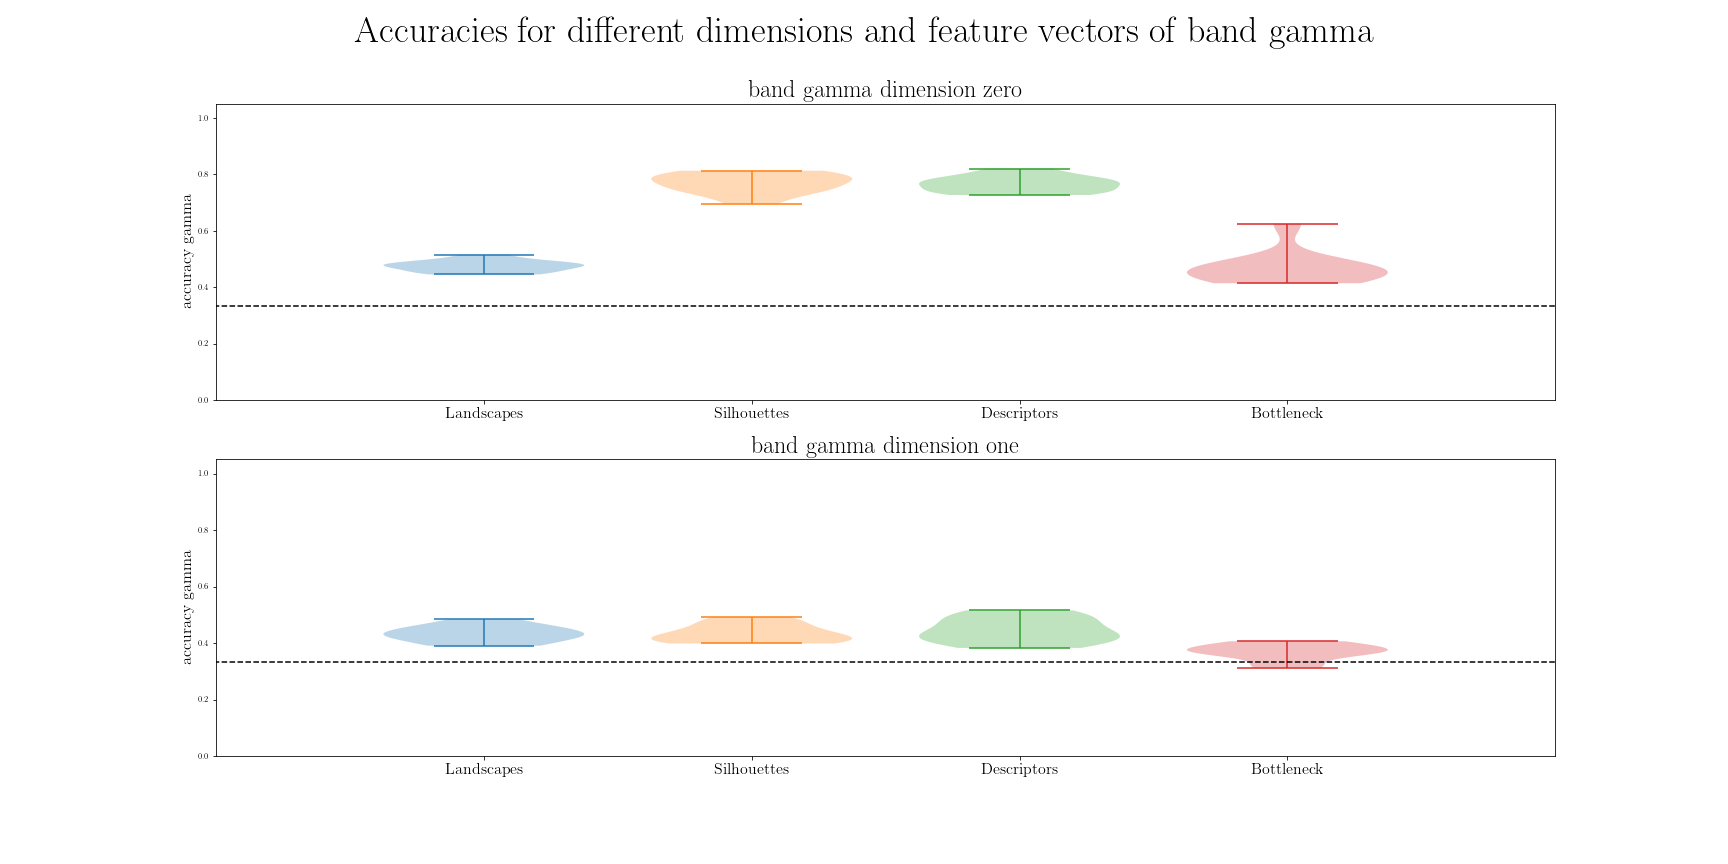 Accuracies for different dimensions and feature vectors of band gamma
band gamma dimension zero
accuracy gamma
1.0
0.8
0.6
0.4
0.2
0.0
Landscapes Silhouettes Descriptors Bottleneck
band gamma dimension one
accuracy gamma
1.0
0.8
0.6
0.4
0.2
0.0
Landscapes Silhouettes Descriptors Bottleneck